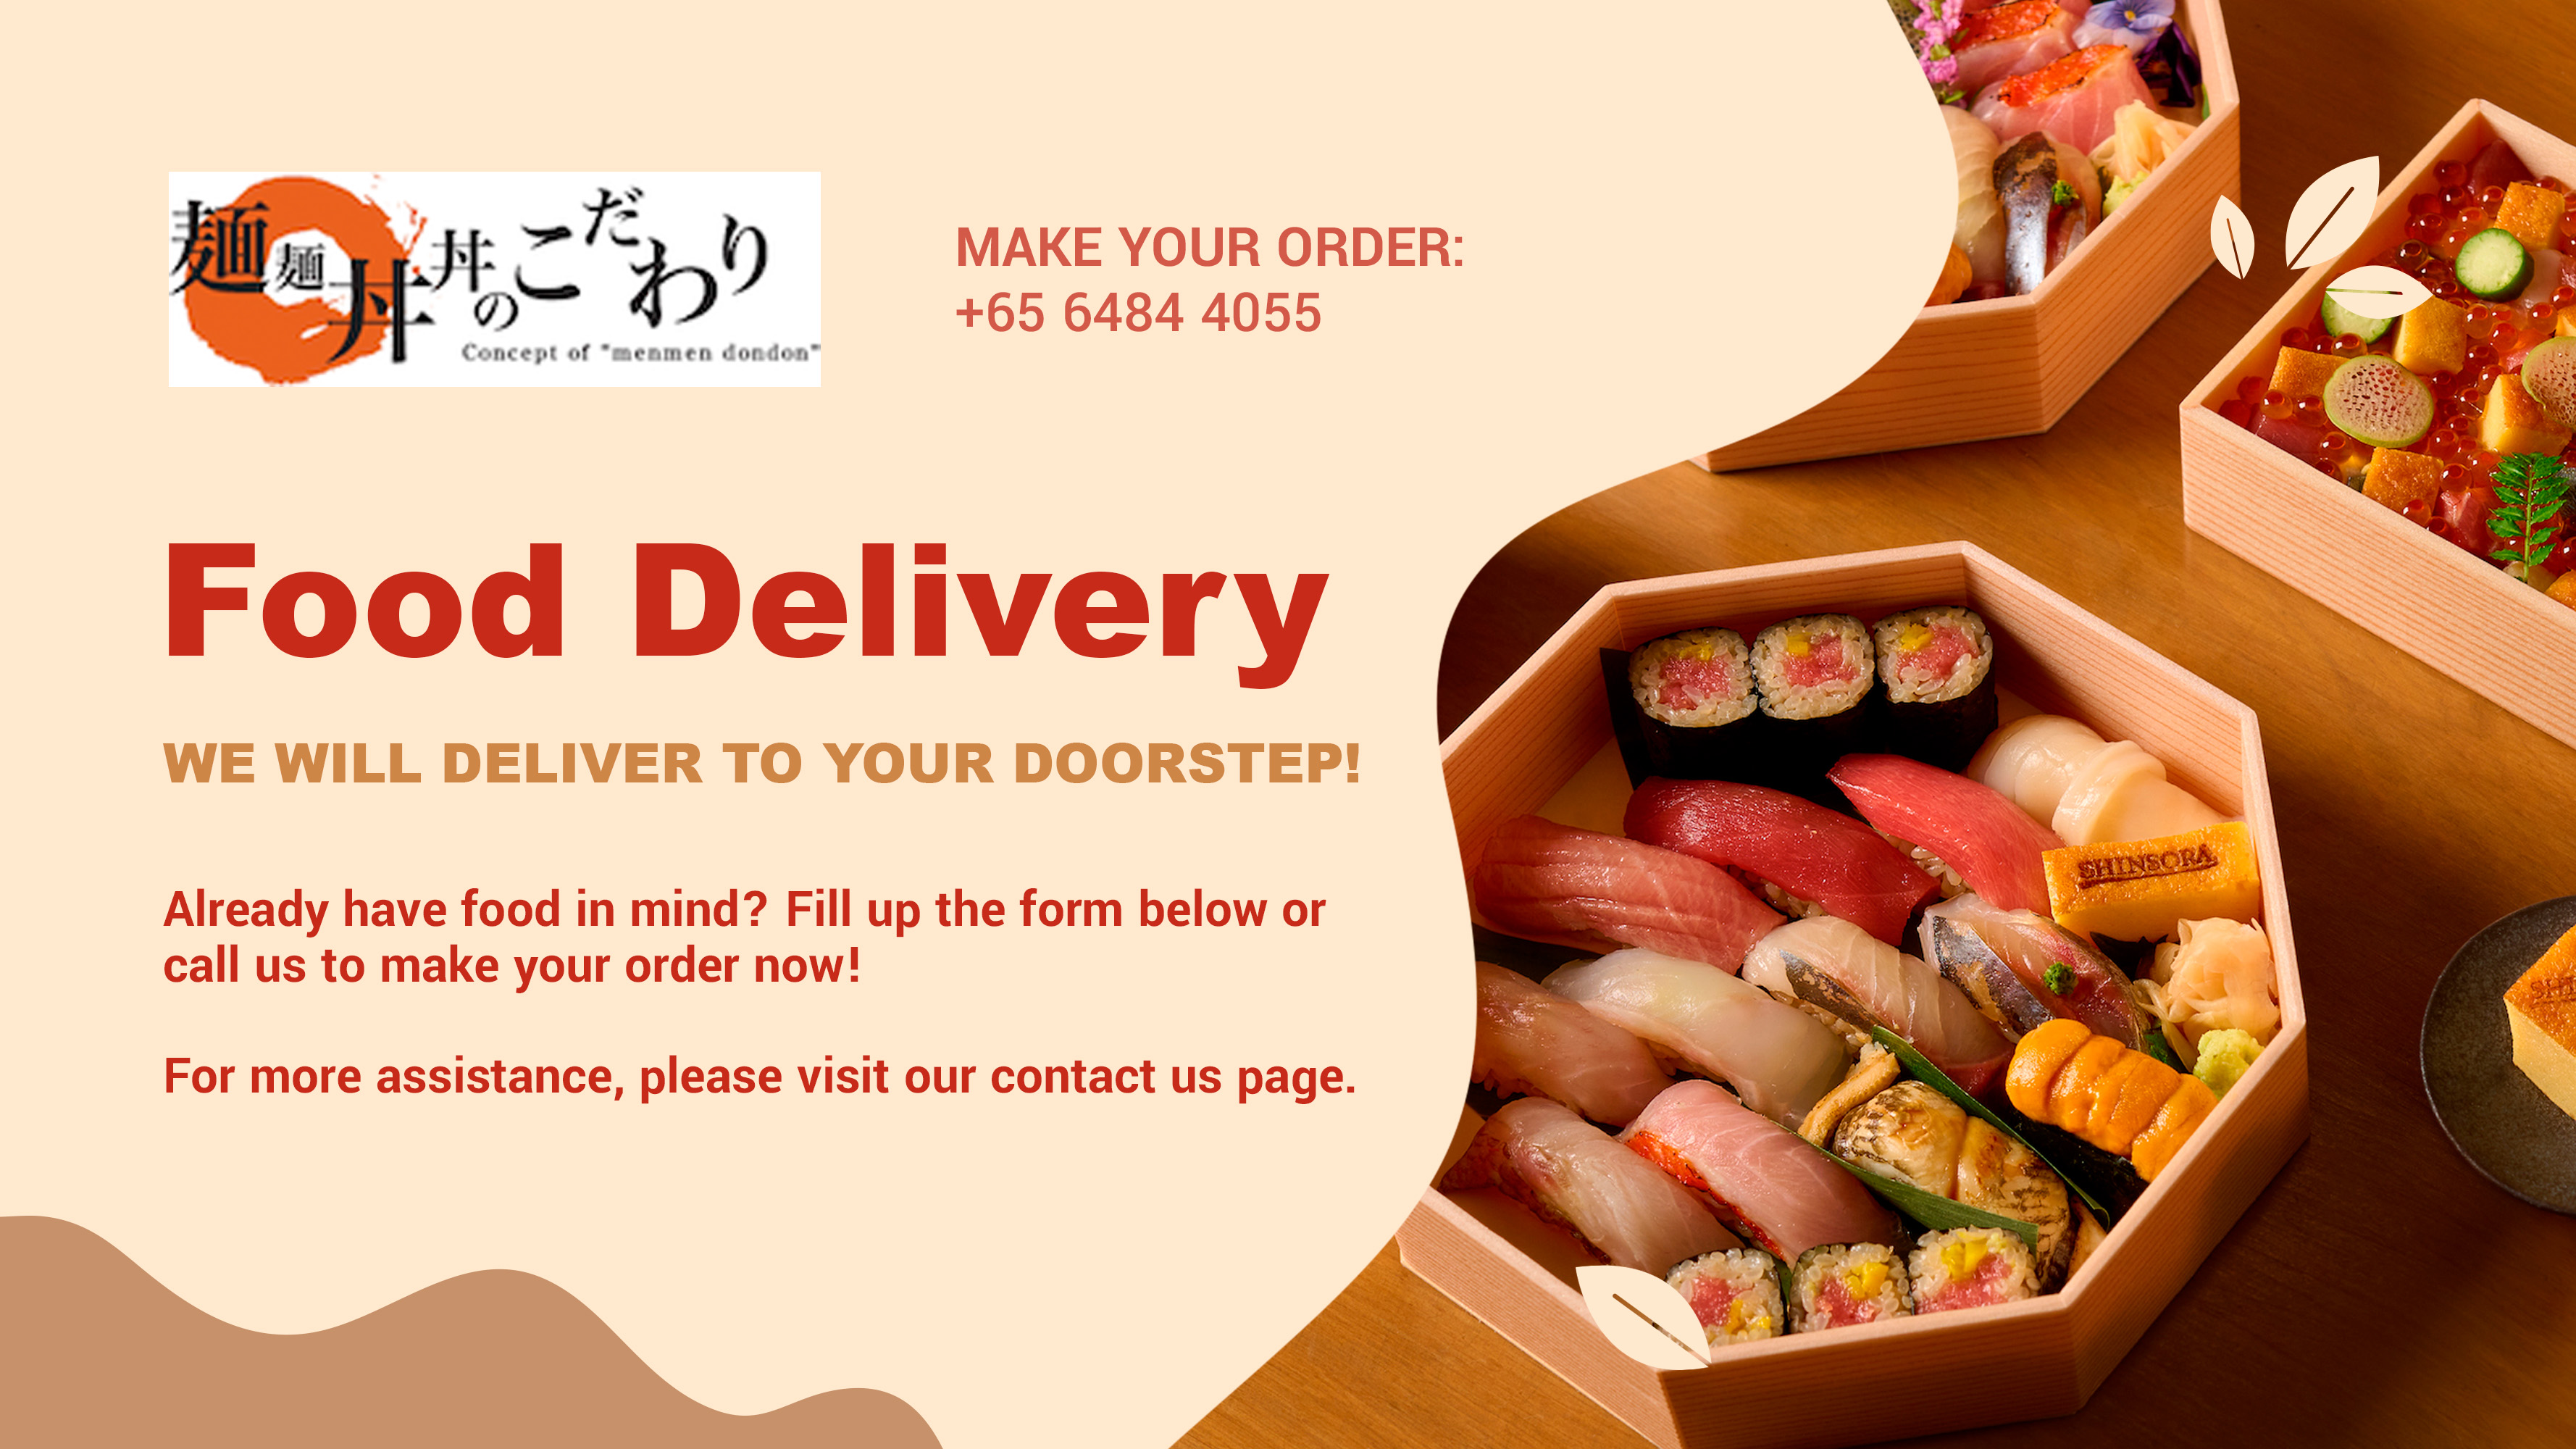 麺麺丼丼のこだわり
Concept of "menmen dondon"
MAKE YOUR ORDER:
+65 6484 4055
Food Delivery
WE WILL DELIVER TO YOUR DOORSTEP!
Already have food in mind? Fill up the form below or
call us to make your order now!
For more assistance, please visit our contact us page.
SHINSORA